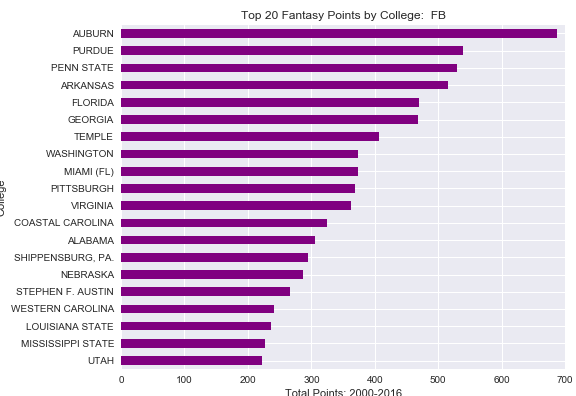 Top 20 Fantasy Points by College:  FB
AUBURN
PURDUE
PENN STATE
ARKANSAS
FLORIDA
GEORGIA
TEMPLE
WASHINGTON
MIAMI (FL)
PITTSBURGH
VIRGINIA
COASTAL CAROLINA
ALABAMA
SHIPPENSBURG, PA.
NEBRASKA
STEPHEN F. AUSTIN
WESTERN CAROLINA
LOUISIANA STATE
MISSISSIPPI STATE
UTAH
College
0 100 200 300 400 500 600 700
Total Points: 2000-2016